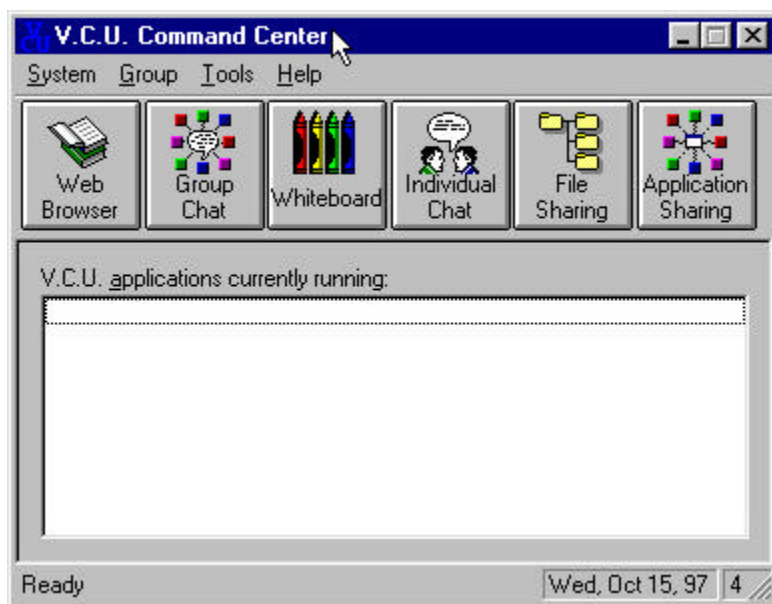 VCU V.C.U. Command Center
System Group Tools Help
Web Browser
Group Chat
Whiteboard
Individual Chat
File Sharing
Application Sharing
V.C.U. applications currently running:
Ready Wed, Oct 15, 97 4